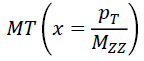 MT(x = p_T / M_ZZ)